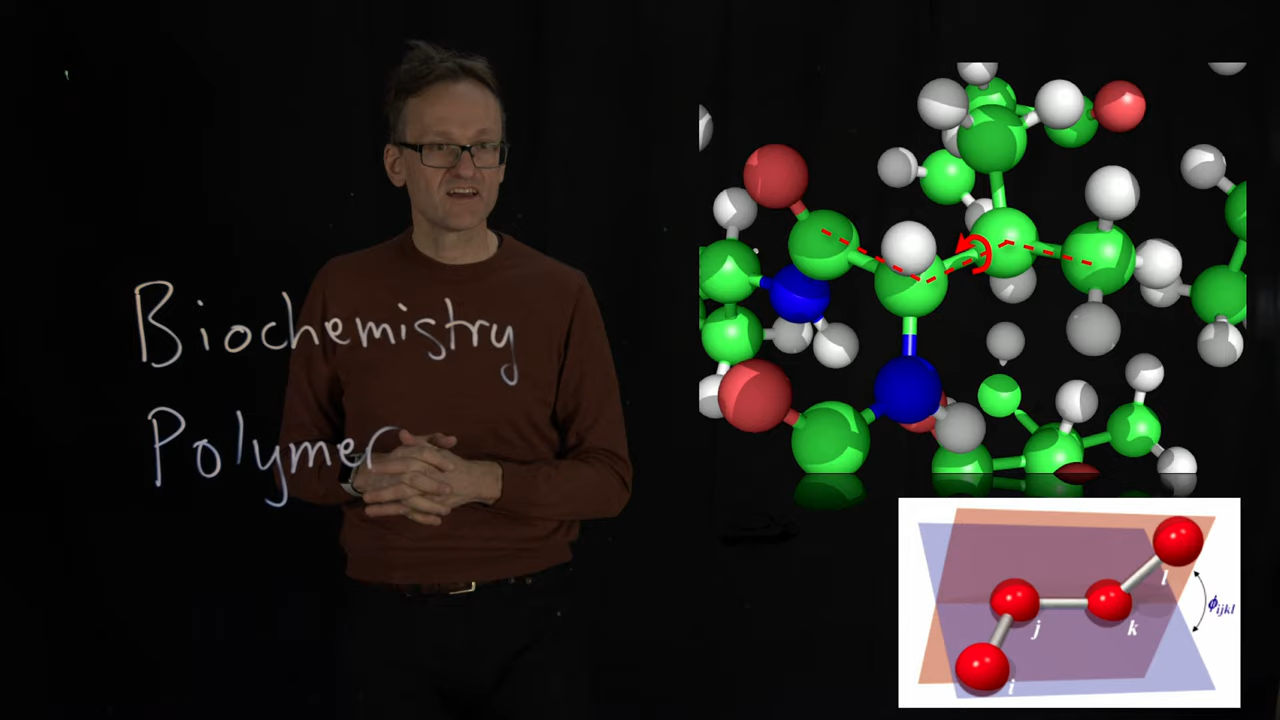 Biochemistry
Polymer
i
j
k
l
ϕijkl